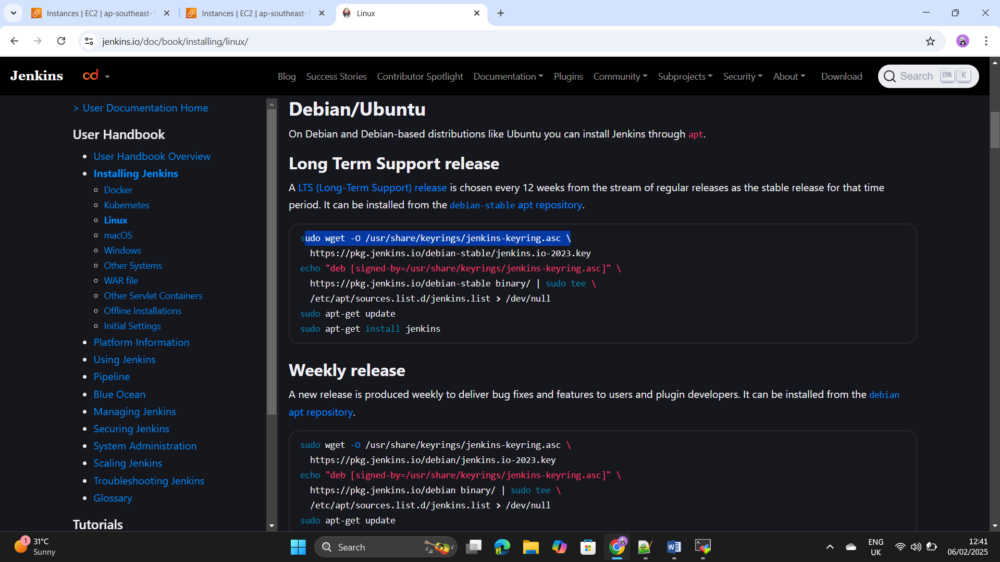 Instances | EC2 | ap-southeast-1
Instances | EC2 | ap-southeast-1
Linux
jenkins.io/doc/book/installing/linux/
Jenkins
cd
Blog
Success Stories
Contributor Spotlight
Documentation
Plugins
Community
Subprojects
Security
About
Download
Search CTRL K
> User Documentation Home
User Handbook
User Handbook Overview
Installing Jenkins
Docker
Kubernetes
Linux
macOS
Windows
Other Systems
WAR file
Other Servlet Containers
Offline Installations
Initial Settings
Platform Information
Using Jenkins
Pipeline
Blue Ocean
Managing Jenkins
Securing Jenkins
System Administration
Scaling Jenkins
Troubleshooting Jenkins
Glossary
Tutorials
Debian/Ubuntu
On Debian and Debian-based distributions like Ubuntu you can install Jenkins through apt.
Long Term Support release
A LTS (Long-Term Support) release is chosen every 12 weeks from the stream of regular releases as the stable release for that time
period. It can be installed from the debian-stable apt repository.
sudo wget -O /usr/share/keyrings/jenkins-keyring.asc \
https://pkg.jenkins.io/debian-stable/jenkins.io-2023.key
echo "deb [signed-by=/usr/share/keyrings/jenkins-keyring.asc]" \
https://pkg.jenkins.io/debian-stable binary/ | sudo tee \
/etc/apt/sources.list.d/jenkins.list > /dev/null
sudo apt-get update
sudo apt-get install jenkins
Weekly release
A new release is produced weekly to deliver bug fixes and features to users and plugin developers. It can be installed from the debian
apt repository.
sudo wget -O /usr/share/keyrings/jenkins-keyring.asc \
https://pkg.jenkins.io/debian/jenkins.io-2023.key
echo "deb [signed-by=/usr/share/keyrings/jenkins-keyring.asc]" \
https://pkg.jenkins.io/debian binary/ | sudo tee \
/etc/apt/sources.list.d/jenkins.list > /dev/null
sudo apt-get update
1
31°C
Sunny
Search
ENG
UK
12:41
06/02/2025